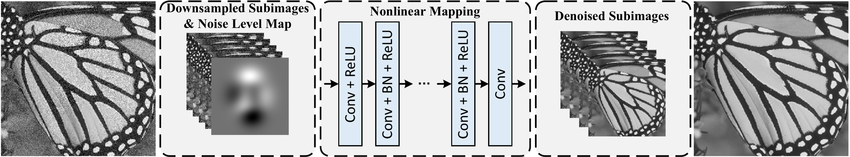 Downsampled Subimages
& Noise Level Map
Nonlinear Mapping
Conv + ReLU
Conv + BN + ReLU
...
Conv + BN + ReLU
Conv
Denoised Subimages